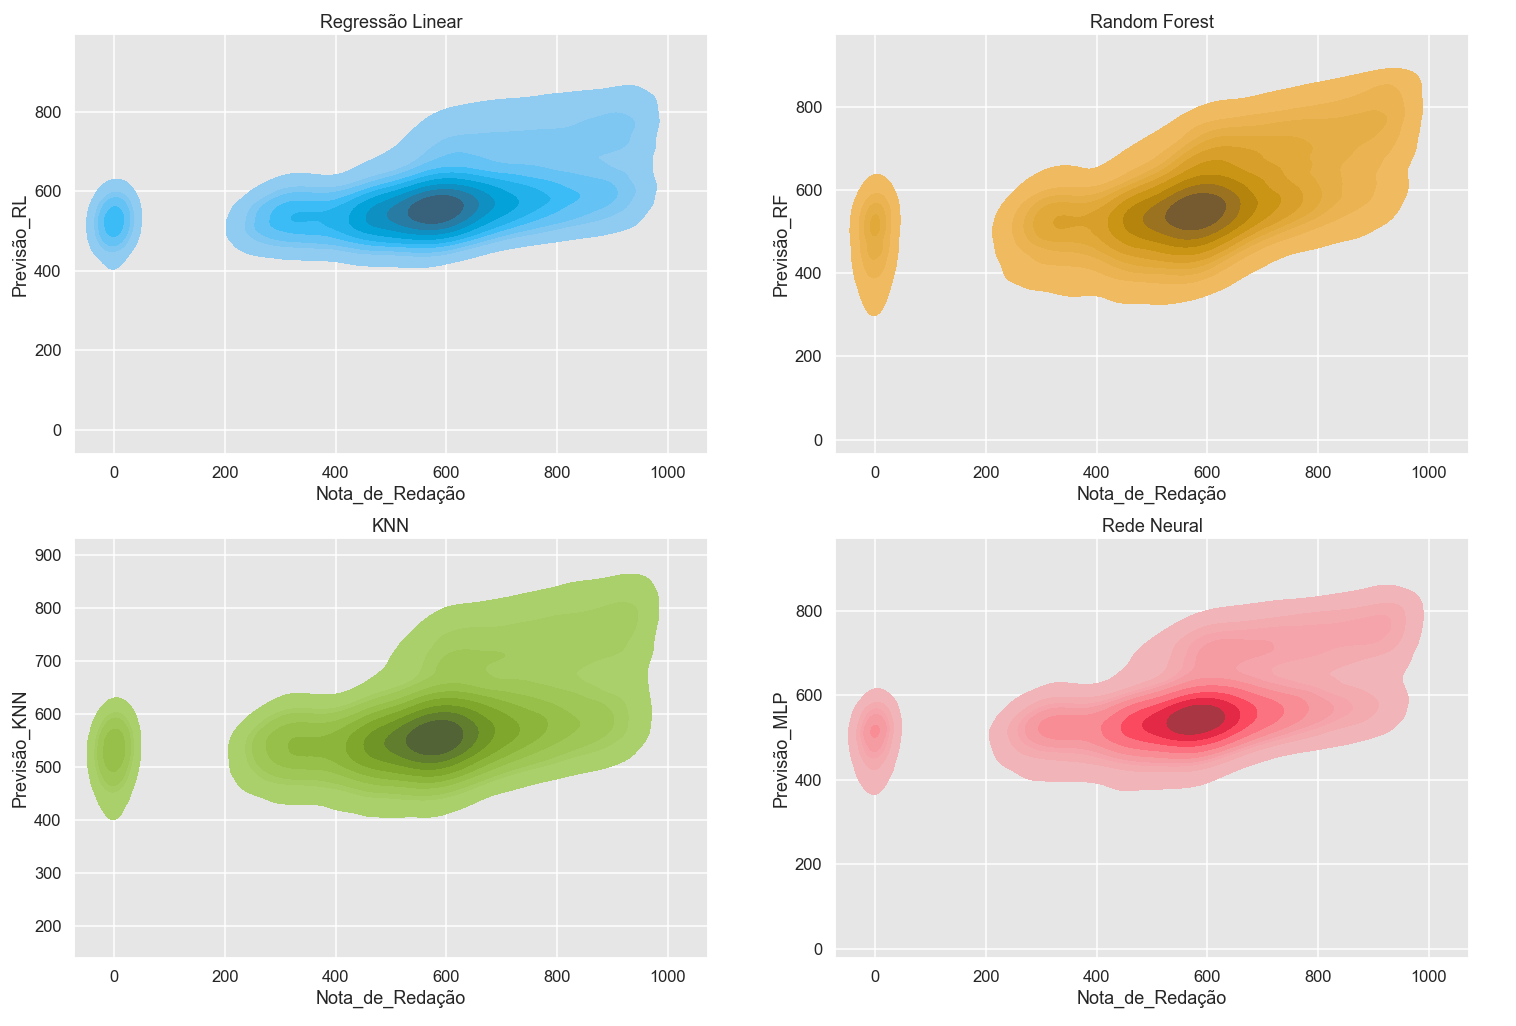 Regressão Linear
Previsão_RL
800
600
400
200
0
0 200 400 600 800 1000
Nota_de_Redação
Random Forest
Previsão_RF
800
600
400
200
0
0 200 400 600 800 1000
Nota_de_Redação
KNN
Previsão_KNN
900
800
700
600
500
400
300
200
0 200 400 600 800 1000
Nota_de_Redação
Rede Neural
Previsão_MLP
800
600
400
200
0
0 200 400 600 800 1000
Nota_de_Redação